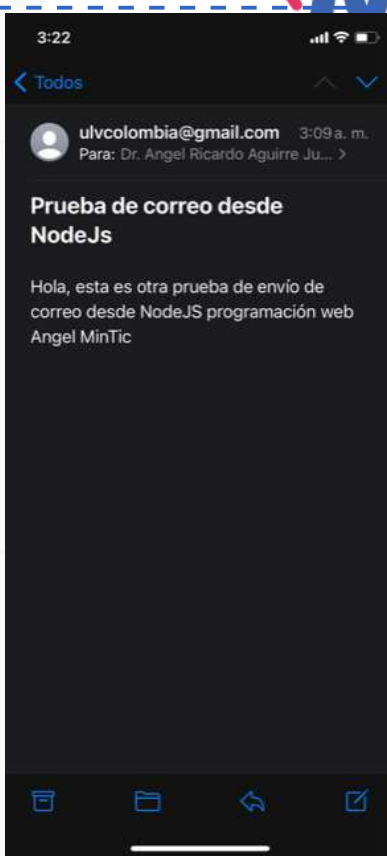 3:22
Todos
ulvcolombia@gmail.com 3:09 a. m.
Para: Dr. Angel Ricardo Aguirre Ju... >
Prueba de correo desde
NodeJs
Hola, esta es otra prueba de envío de
correo desde NodeJS programación web
Angel MinTic